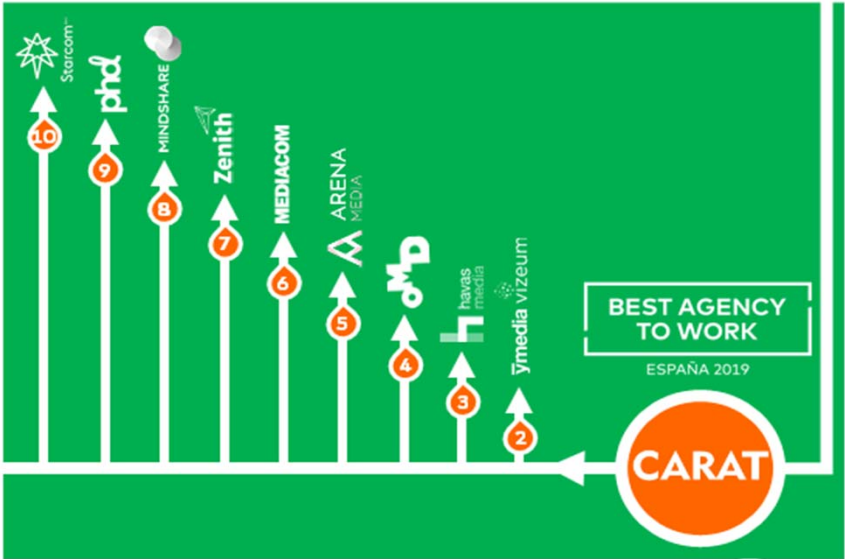 Starcom
10
phd
9
MINDSHARE
8
Zenith
7
MEDIACOM
6
ARENA
MEDIA
5
OMD
4
havas
media
3
ymedia vizeum
2
BEST AGENCY
TO WORK
ESPAÑA 2019
CARAT